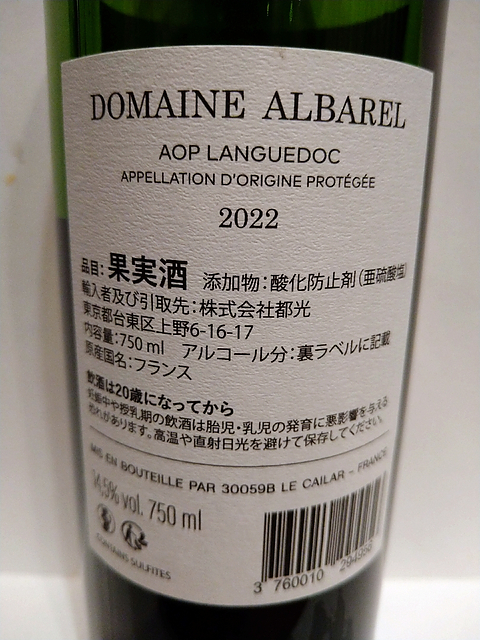 DOMAINE ALBAREL
AOP LANGUEDOC
APPELLATION D'ORIGINE PROTÉGÉE
2022
品目:果実酒 添加物:酸化防止剤(亜硫酸塩)
輸入者及び引取先:株式会社都光
東京都台東区上野6-16-17
内容量:750 ml アルコール分:裏ラベルに記載
原産国名:フランス
飲酒は20歳になってから
妊娠中や授乳期の飲酒は胎児・乳児の発育に悪影響を与える
恐れがあります。高温や直射日光を避けて保存してください。
MIS EN BOUTEILLE PAR 30059B LE CAILAR - FRANCE
14,5% vol. 750 ml
CONTAINS SULFITES
3 760010 294958